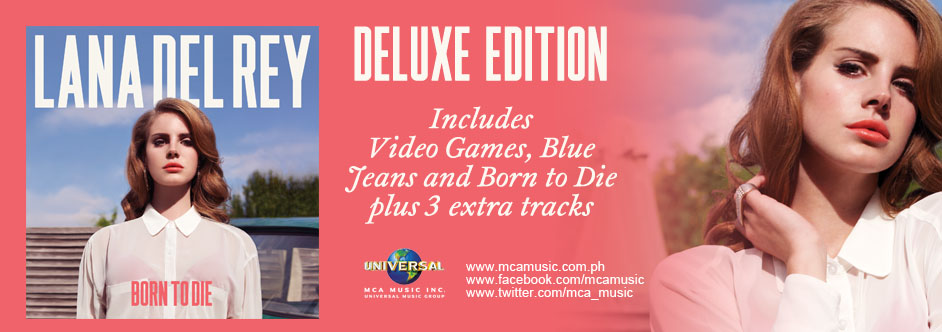 LANA DEL REY
BORN TO DIE
DELUXE EDITION
Includes
Video Games, Blue
Jeans and Born to Die
plus 3 extra tracks
UNIVERSAL
MCA MUSIC INC.
UNIVERSAL MUSIC GROUP
www.mcamusic.com.ph
www.facebook.com/mcamusic
www.twitter.com/mca_music